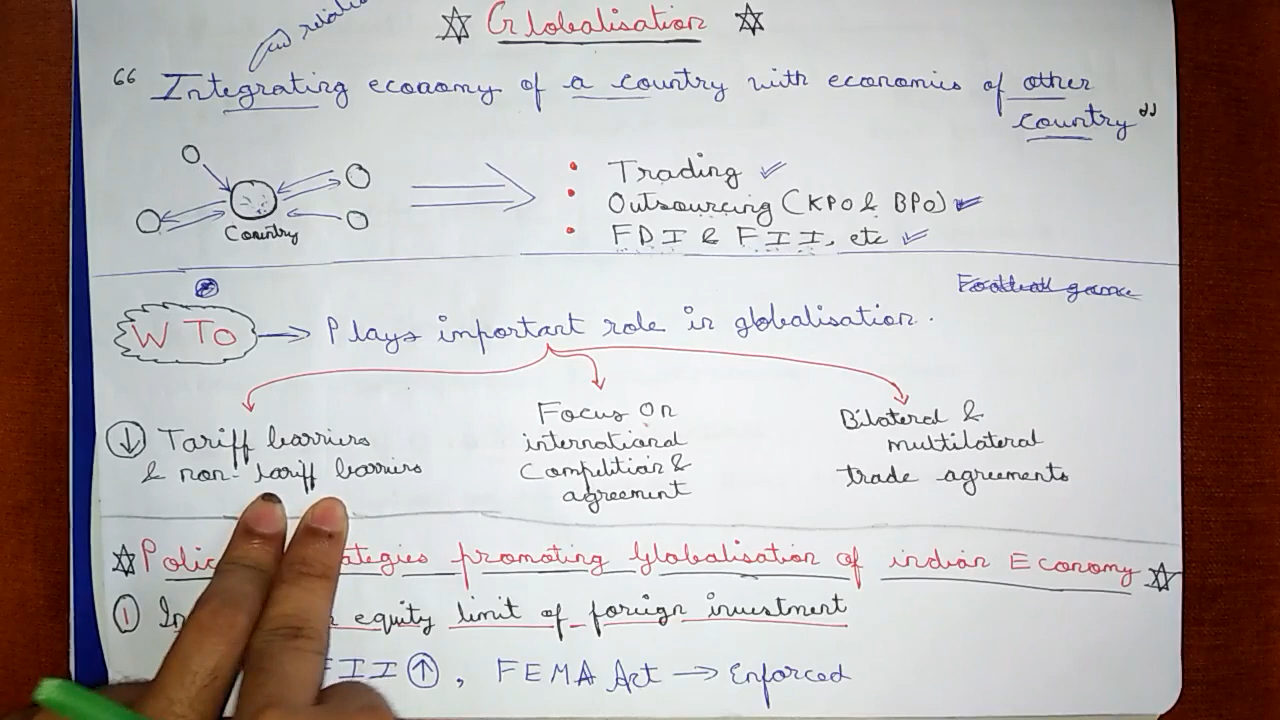 Globalisation
"Integrating economy of a country with economies of other
country"
Country
• Trading
• Outsourcing (KPO & BPO)
• FDI & FII, etc
WTO → Plays important role in globalisation.
↓ Tariff barriers
& non-tariff barriers
Focus On
international
Competition &
agreement
Bilateral &
multilateral
trade agreements
promoting Globalisation of indian Economy
① equity limit of foreign investment
FII ↑, FEMA Act → Enforced